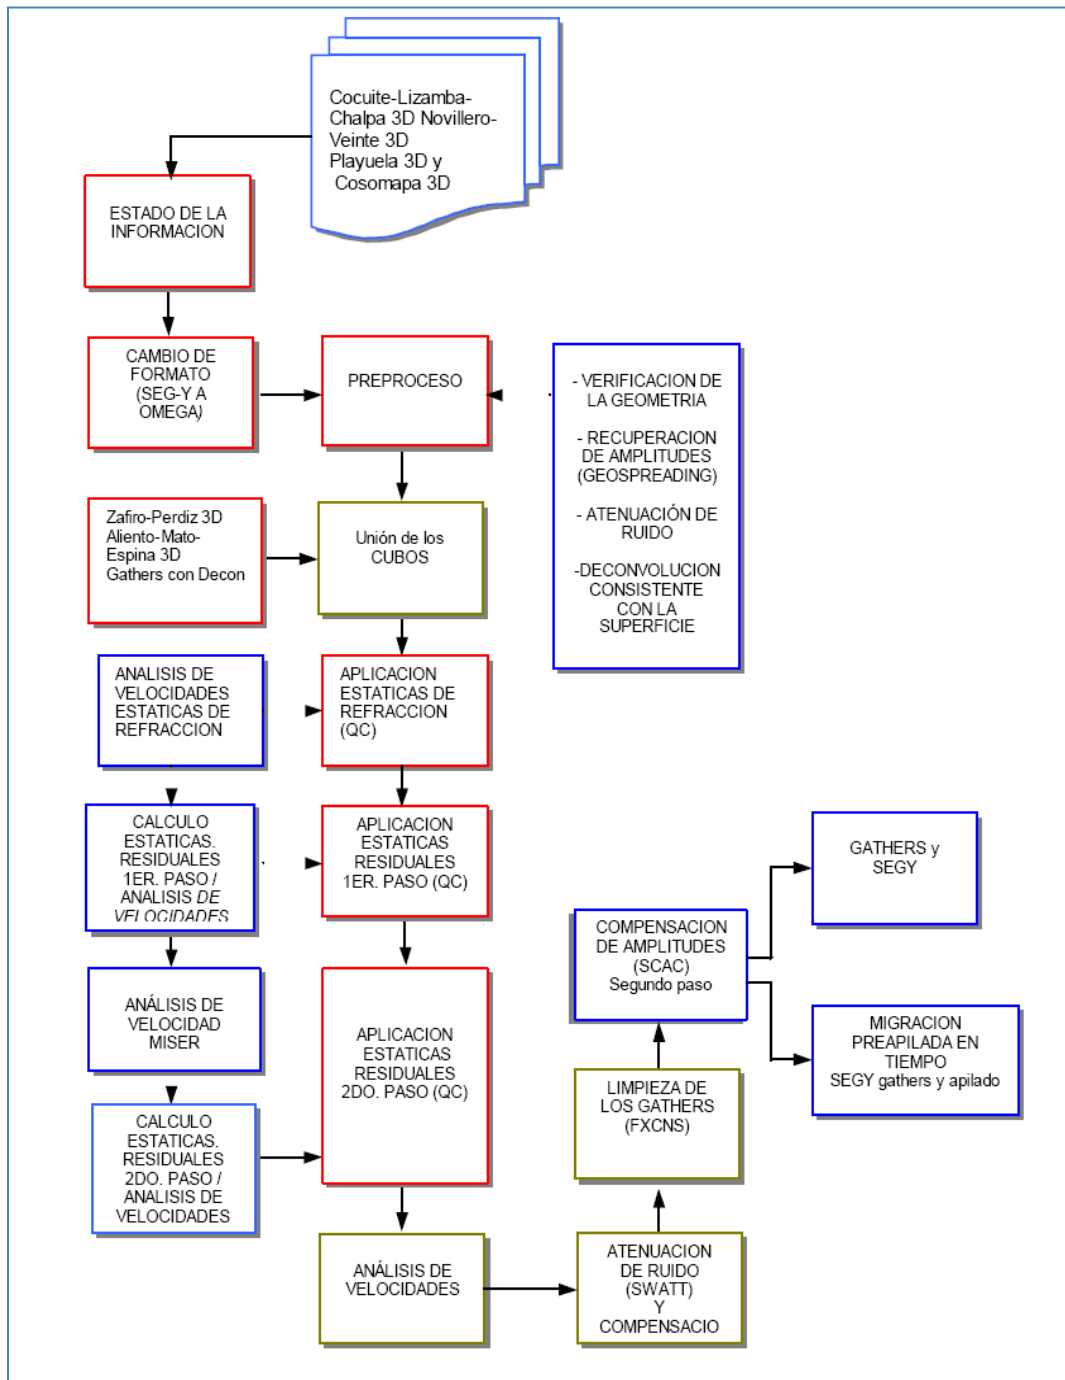 Cocuite-Lizamba-
Chalpa 3D Novillero-
Veinte 3D
Playuela 3D y
Cosomapa 3D
ESTADO DE LA
INFORMACION
CAMBIO DE
FORMATO
(SEG-Y A
OMEGA)
PREPROCESO
- VERIFICACION DE
LA GEOMETRIA
- RECUPERACION
DE AMPLITUDES
(GEOSPREADING)
- ATENUACIÓN DE
RUIDO
-DECONVOLUCION
CONSISTENTE
CON LA
SUPERFICIE
Zafiro-Perdiz 3D
Aliento-Mato-
Espina 3D
Gathers con Decon
Unión de los
CUBOS
ANALISIS DE
VELOCIDADES
ESTATICAS DE
REFRACCION
APLICACION
ESTATICAS DE
REFRACCION
(QC)
CALCULO
ESTATICAS.
RESIDUALES
1ER. PASO /
ANALISIS DE
VELOCIDADES
APLICACION
ESTATICAS
RESIDUALES
1ER. PASO (QC)
ANÁLISIS DE
VELOCIDAD
MISER
APLICACION
ESTATICAS
RESIDUALES
2DO. PASO (QC)
CALCULO
ESTATICAS.
RESIDUALES
2DO. PASO /
ANALISIS DE
VELOCIDADES
ANÁLISIS DE
VELOCIDADES
ATENUACION
DE RUIDO
(SWATT)
Y
COMPENSACIO
LIMPIEZA DE
LOS GATHERS
(FXCNS)
COMPENSACION
DE AMPLITUDES
(SCAC)
Segundo paso
GATHERS y
SEGY
MIGRACION
PREAPILADA EN
TIEMPO
SEGY gathers y apilado